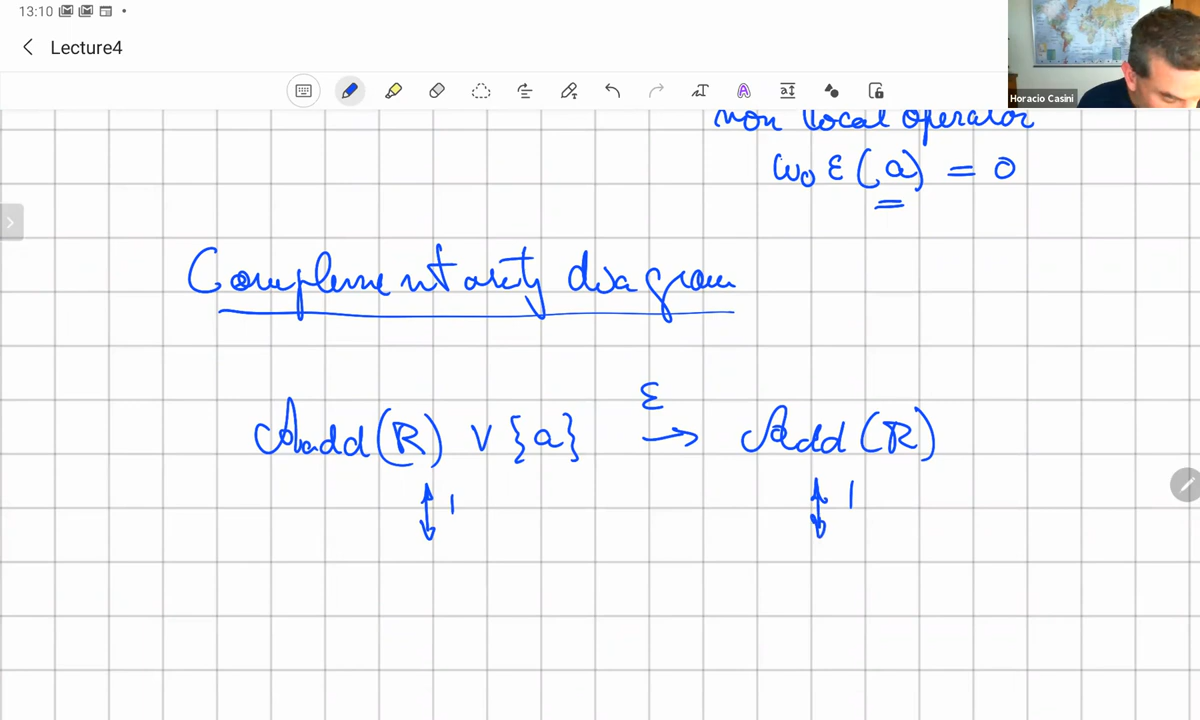 13:10
Lecture4
Horacio Casini
non local operator
ω₀ ε (a) = 0
Complementarity diagram
ε
Aadd(R) ∨ {a} → Aadd(R)
↕ ' ↕ '